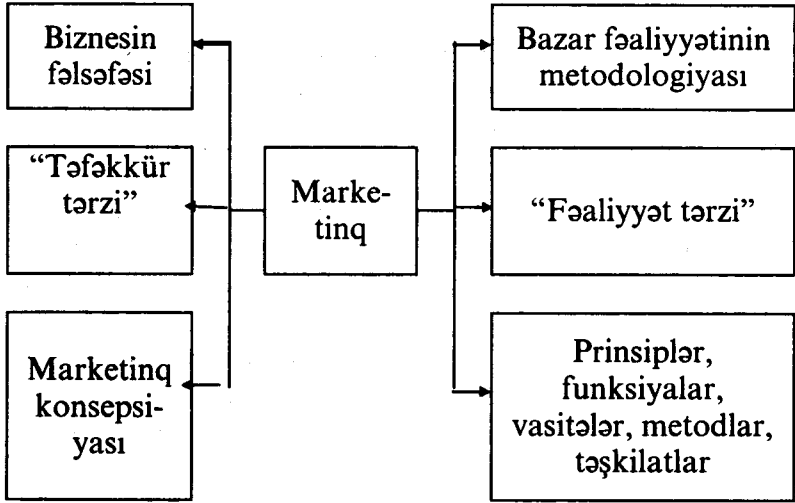 Biznesin
fəlsəfəsi
“Təfəkkür
tərzi”
Marketinq
konsepsi-
yası
Marke-
tinq
Bazar fəaliyyətinin
metodologiyası
“Fəaliyyət tərzi”
Prinsiplər,
funksiyalar,
vasitələr, metodlar,
təşkilatlar